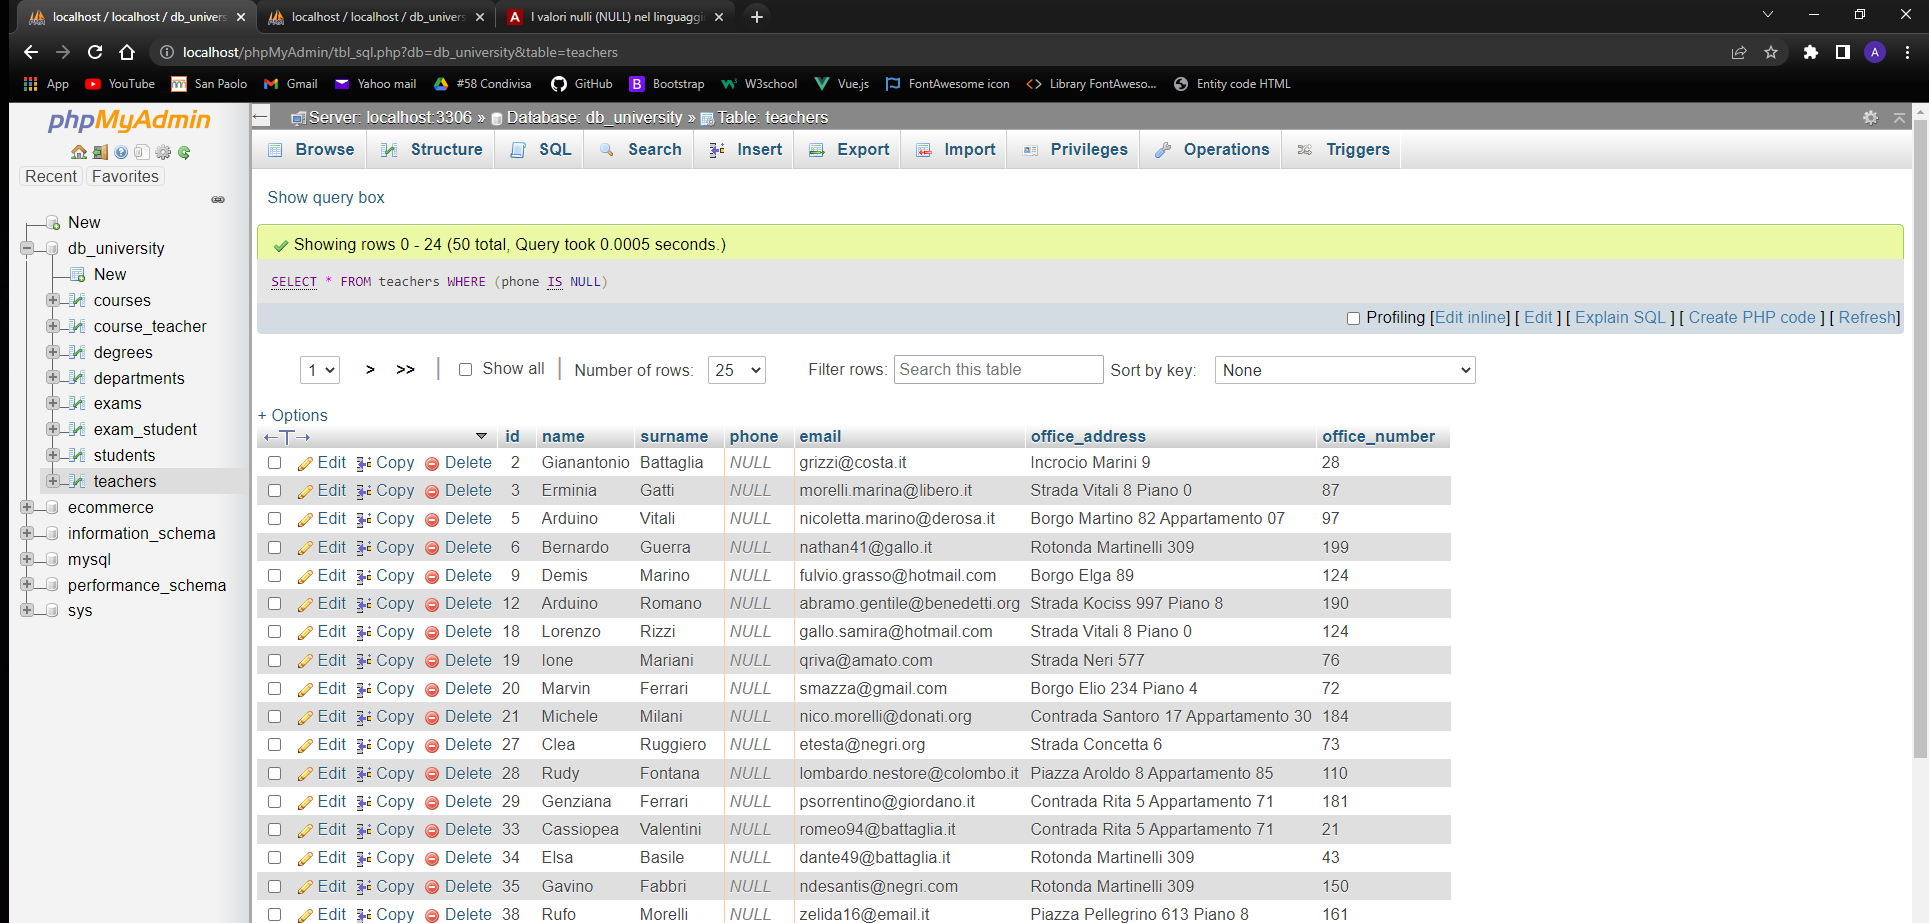 localhost / localhost / db_univers
localhost / localhost / db_univers
I valori nulli (NULL) nel linguaggi
localhost/phpMyAdmin/tbl_sql.php?db=db_university&table=teachers
A
App YouTube San Paolo Gmail Yahoo mail #58 Condivisa GitHub Bootstrap W3school Vue.js FontAwesome icon Library FontAweso... Entity code HTML
phpMyAdmin
Recent Favorites
New
db_university
New
courses
course_teacher
degrees
departments
exams
exam_student
students
teachers
ecommerce
information_schema
mysql
performance_schema
sys
Server: localhost:3306 » Database: db_university » Table: teachers
Browse Structure SQL Search Insert Export Import Privileges Operations Triggers
Show query box
Showing rows 0 - 24 (50 total, Query took 0.0005 seconds.)
SELECT * FROM teachers WHERE (phone IS NULL)
Profiling [Edit inline] [ Edit ] [ Explain SQL ] [ Create PHP code ] [ Refresh]
1 > >> | Show all | Number of rows: 25 Filter rows: Search this table Sort by key: None
+ Options
←T→ id name surname phone email office_address office_number
Edit Copy Delete 2 Gianantonio Battaglia NULL grizzi@costa.it Incrocio Marini 9 28
Edit Copy Delete 3 Erminia Gatti NULL morelli.marina@libero.it Strada Vitali 8 Piano 0 87
Edit Copy Delete 5 Arduino Vitali NULL nicoletta.marino@derosa.it Borgo Martino 82 Appartamento 07 97
Edit Copy Delete 6 Bernardo Guerra NULL nathan41@gallo.it Rotonda Martinelli 309 199
Edit Copy Delete 9 Demis Marino NULL fulvio.grasso@hotmail.com Borgo Elga 89 124
Edit Copy Delete 12 Arduino Romano NULL abramo.gentile@benedetti.org Strada Kociss 997 Piano 8 190
Edit Copy Delete 18 Lorenzo Rizzi NULL gallo.samira@hotmail.com Strada Vitali 8 Piano 0 124
Edit Copy Delete 19 Ione Mariani NULL qriva@amato.com Strada Neri 577 76
Edit Copy Delete 20 Marvin Ferrari NULL smazza@gmail.com Borgo Elio 234 Piano 4 72
Edit Copy Delete 21 Michele Milani NULL nico.morelli@donati.org Contrada Santoro 17 Appartamento 30 184
Edit Copy Delete 27 Clea Ruggiero NULL etesta@negri.org Strada Concetta 6 73
Edit Copy Delete 28 Rudy Fontana NULL lombardo.nestore@colombo.it Piazza Aroldo 8 Appartamento 85 110
Edit Copy Delete 29 Genziana Ferrari NULL psorrentino@giordano.it Contrada Rita 5 Appartamento 71 181
Edit Copy Delete 33 Cassiopea Valentini NULL romeo94@battaglia.it Contrada Rita 5 Appartamento 71 21
Edit Copy Delete 34 Elsa Basile NULL dante49@battaglia.it Rotonda Martinelli 309 43
Edit Copy Delete 35 Gavino Fabbri NULL ndesantis@negri.com Rotonda Martinelli 309 150
Edit Copy Delete 38 Rufo Morelli NULL zelida16@email.it Piazza Pellegrino 613 Piano 8 161